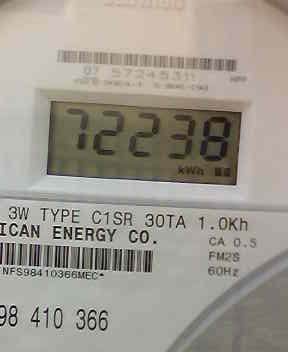 07 57245311
72238
kWh
3W TYPE C1SR 30TA 1.0Kh
ICAN ENERGY CO.
CA 0.5
FM2S
NFS98410366MEC*
60Hz
98 410 366